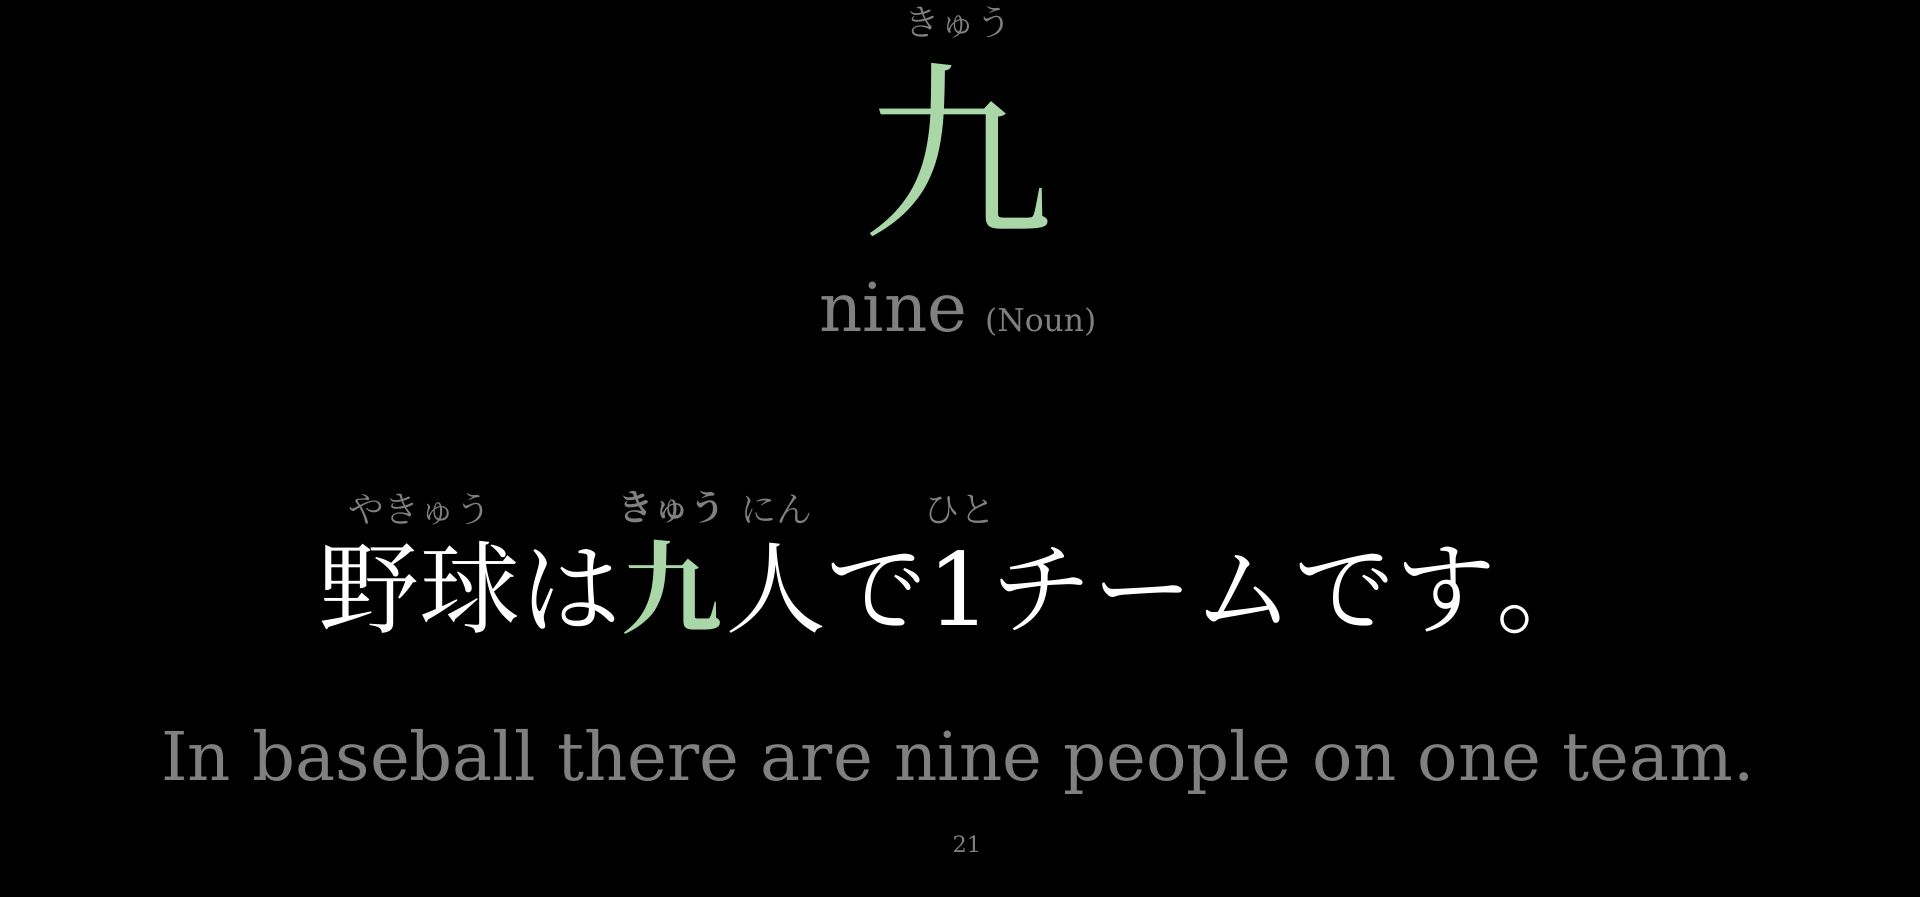 きゅう
九
nine (Noun)
やきゅう きゅう にん ひと
野球は九人で1チームです。
In baseball there are nine people on one team.
21